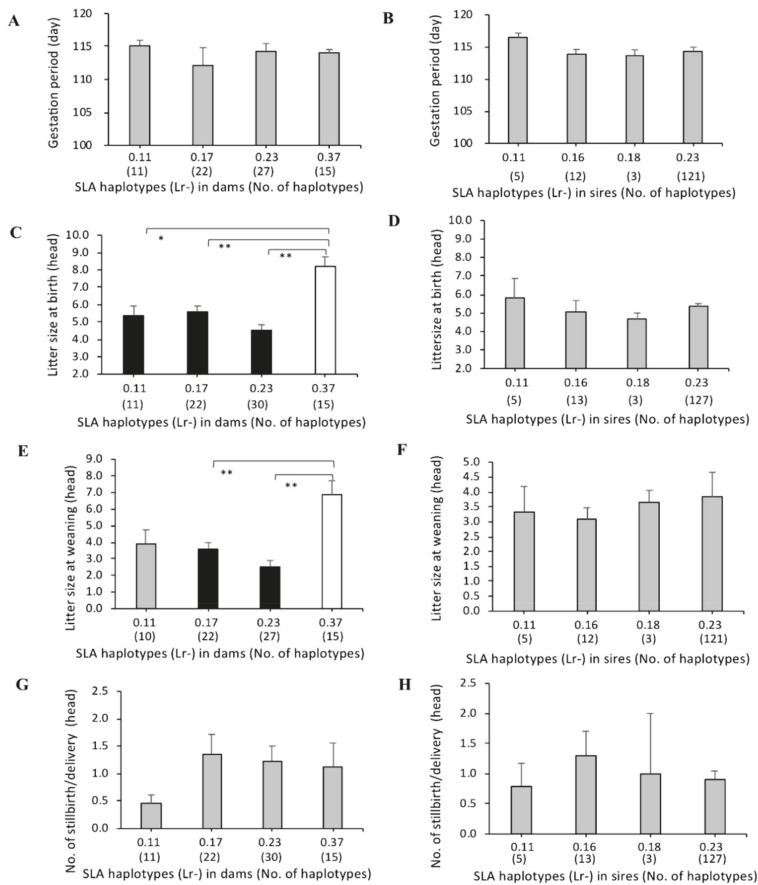 A
Gestation period (day)
120
115
110
105
100
0.11 0.17 0.23 0.37
(11) (22) (27) (15)
SLA haplotypes (Lr-) in dams (No. of haplotypes)
B
Gestation period (day)
120
115
110
105
100
0.11 0.16 0.18 0.23
(5) (12) (3) (121)
SLA haplotypes (Lr-) in sires (No. of haplotypes)
C
Litter size at birth (head)
10.0
9.0
8.0
7.0
6.0
5.0
4.0
3.0
2.0
*
**
**
0.11 0.17 0.23 0.37
(11) (22) (30) (15)
SLA haplotypes (Lr-) in dams (No. of haplotypes)
D
Littersize at birth (head)
10.0
9.0
8.0
7.0
6.0
5.0
4.0
3.0
2.0
0.11 0.16 0.18 0.23
(5) (13) (3) (127)
SLA haplotypes (Lr-) in sires (No. of haplotypes)
E
Litter size at weaning (head)
9.0
8.0
7.0
6.0
5.0
4.0
3.0
2.0
1.0
0.0
**
**
0.11 0.17 0.23 0.37
(10) (22) (27) (15)
SLA haplotypes (Lr-) in dams (No. of haplotypes)
F
Litter size at weaning (head)
5.0
4.5
4.0
3.5
3.0
2.5
2.0
1.5
1.0
0.5
0.0
0.11 0.16 0.18 0.23
(5) (12) (3) (121)
SLA haplotypes (Lr-) in sires (No. of haplotypes)
G
No. of stillbirth/delivery (head)
2.5
2.0
1.5
1.0
0.5
0.0
0.11 0.17 0.23 0.37
(11) (22) (30) (15)
SLA haplotypes (Lr-) in dams (No. of haplotypes)
H
No. of stillbirth/delivery (head)
2.5
2.0
1.5
1.0
0.5
0.0
0.11 0.16 0.18 0.23
(5) (13) (3) (127)
SLA haplotypes (Lr-) in sires (No. of haplotypes)